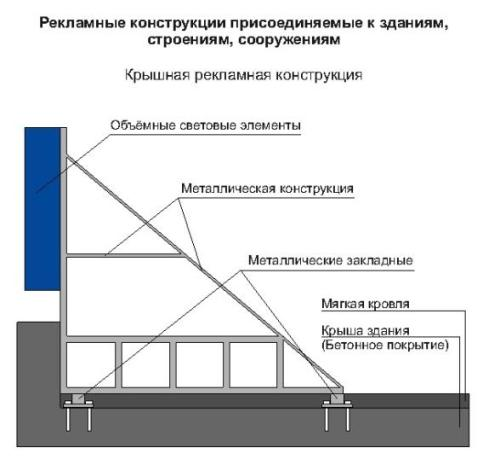 Рекламные конструкции присоединяемые к зданиям,
строениям, сооружениям
Крышная рекламная конструкция
Объёмные световые элементы
Металлическая конструкция
Металлические закладные
Мягкая кровля
Крыша здания
(Бетонное покрытие)